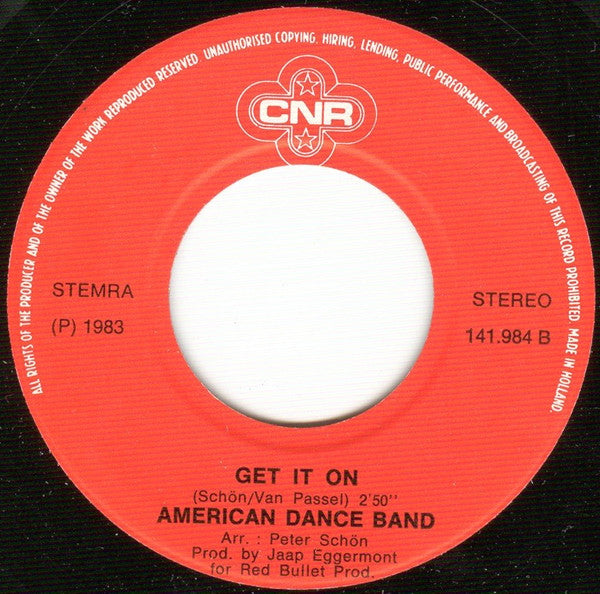 ALL RIGHTS OF THE PRODUCER AND OF THE OWNER OF THE WORK REPRODUCED RESERVED. UNAUTHORISED COPYING, HIRING, LENDING, PUBLIC PERFORMANCE AND BROADCASTING OF THIS RECORD PROHIBITED. MADE IN HOLLAND.
CNR
STEMRA
(P) 1983
STEREO
141.984 B
GET IT ON
(Schön/Van Passel) 2'50"
AMERICAN DANCE BAND
Arr. : Peter Schön
Prod. by Jaap Eggermont
for Red Bullet Prod.